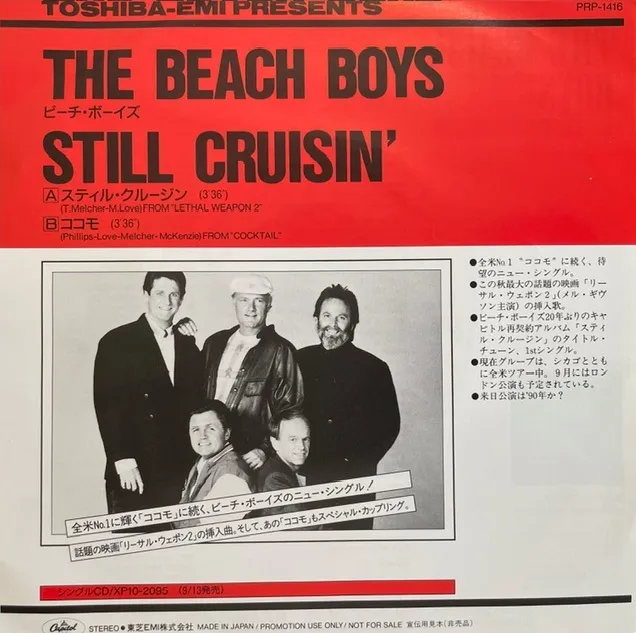 TOSHIBA-EMI PRESENTS
PRP-1416
THE BEACH BOYS
ビーチ・ボーイズ
STILL CRUISIN'
A スティル・クルージン (3'36")
(T.Melcher-M.Love) FROM "LETHAL WEAPON 2"
B ココモ (3'36")
(Phillips-Love-Melcher-McKenzie) FROM "COCKTAIL"
●全米No.1 “ココモ”に続く、待
望のニュー・シングル。
●この秋最大の話題の映画「リー
サル・ウェポン2」(メル・ギヴ
ソン主演)の挿入歌。
●ビーチ・ボーイズ20年ぶりのキャ
ピトル再契約アルバム「スティ
ル・クルージン」のタイトル・
チューン、1stシングル。
●現在グループは、シカゴととも
に全米ツアー中。9月にはロン
ドン公演も予定されている。
●来日公演は'90年か?
全米No.1に輝く「ココモ」に続く、ビーチ・ボーイズのニュー・シングル!
話題の映画「リーサル・ウェポン2」の挿入曲。そして、あの「ココモ」もスペシャル・カップリング。
シングルCD/XP10-2095 (9/13発売)
Capitol STEREO ● 東芝EMI株式会社 MADE IN JAPAN / PROMOTION USE ONLY / NOT FOR SALE 宣伝用見本(非売品)